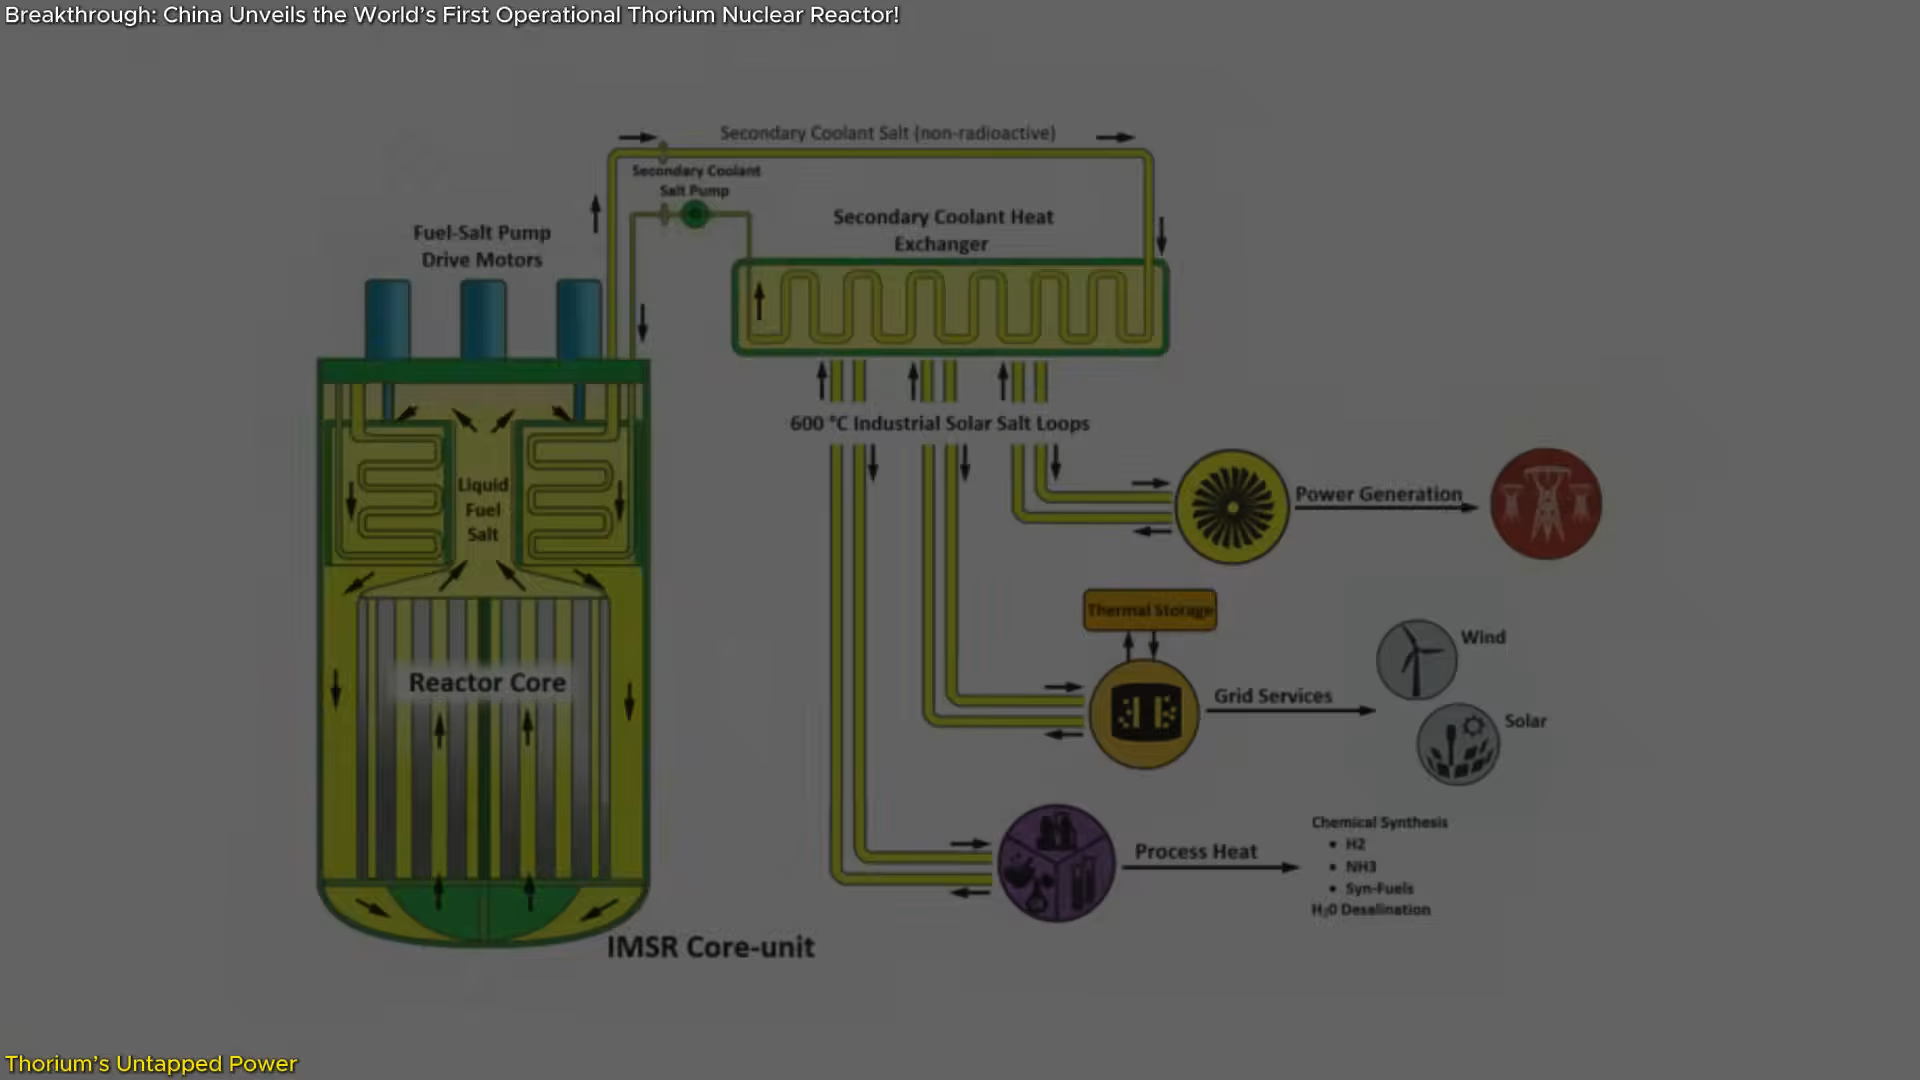 Breakthrough: China Unveils the World’s First Operational Thorium Nuclear Reactor!
Secondary Coolant Salt (non-radioactive)
Secondary Coolant
Salt Pump
Fuel-Salt Pump
Drive Motors
Secondary Coolant Heat
Exchanger
600 °C Industrial Solar Salt Loops
Liquid
Fuel
Salt
Power Generation
Thermal Storage
Wind
Reactor Core
Grid Services
Solar
Process Heat
Chemical Synthesis
• H2
• NH3
• Syn-Fuels
H₂0 Desalination
IMSR Core-unit
Thorium’s Untapped Power